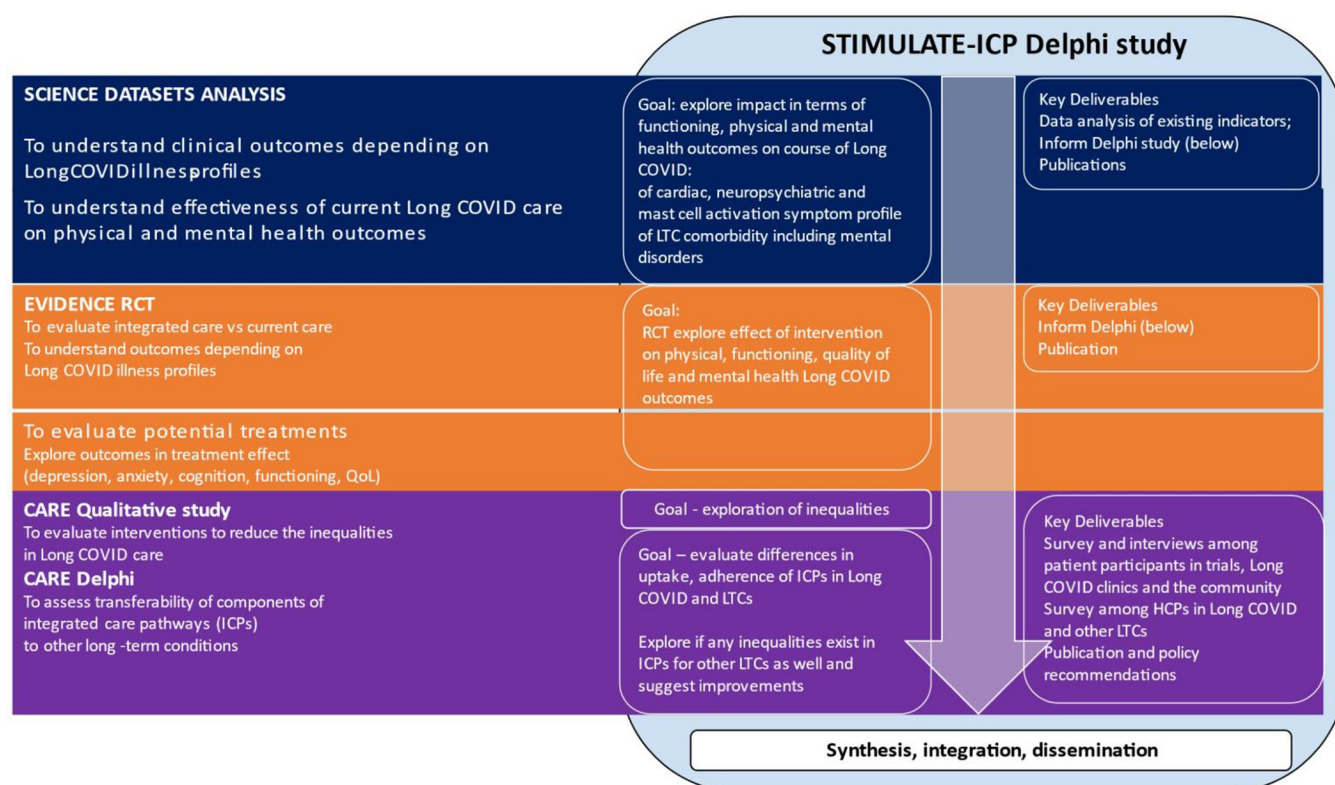 STIMULATE-ICP Delphi study
SCIENCE DATASETS ANALYSIS
To understand clinical outcomes depending on
LongCOVIDillnesprofiles
To understand effectiveness of current Long COVID care
on physical and mental health outcomes
Goal: explore impact in terms of
functioning, physical and mental
health outcomes on course of Long
COVID:
of cardiac, neuropsychiatric and
mast cell activation symptom profile
of LTC comorbidity including mental
disorders
Key Deliverables
Data analysis of existing indicators;
Inform Delphi study (below)
Publications
EVIDENCE RCT
To evaluate integrated care vs current care
To understand outcomes depending on
Long COVID illness profiles
Goal:
RCT explore effect of intervention
on physical, functioning, quality of
life and mental health Long COVID
outcomes
Key Deliverables
Inform Delphi (below)
Publication
To evaluate potential treatments
Explore outcomes in treatment effect
(depression, anxiety, cognition, functioning, QoL)
CARE Qualitative study
To evaluate interventions to reduce the inequalities
in Long COVID care
CARE Delphi
To assess transferability of components of
integrated care pathways (ICPs)
to other long -term conditions
Goal - exploration of inequalities
Goal – evaluate differences in
uptake, adherence of ICPs in Long
COVID and LTCs
Explore if any inequalities exist in
ICPs for other LTCs as well and
suggest improvements
Key Deliverables
Survey and interviews among
patient participants in trials, Long
COVID clinics and the community
Survey among HCPs in Long COVID
and other LTCs
Publication and policy
recommendations
Synthesis, integration, dissemination